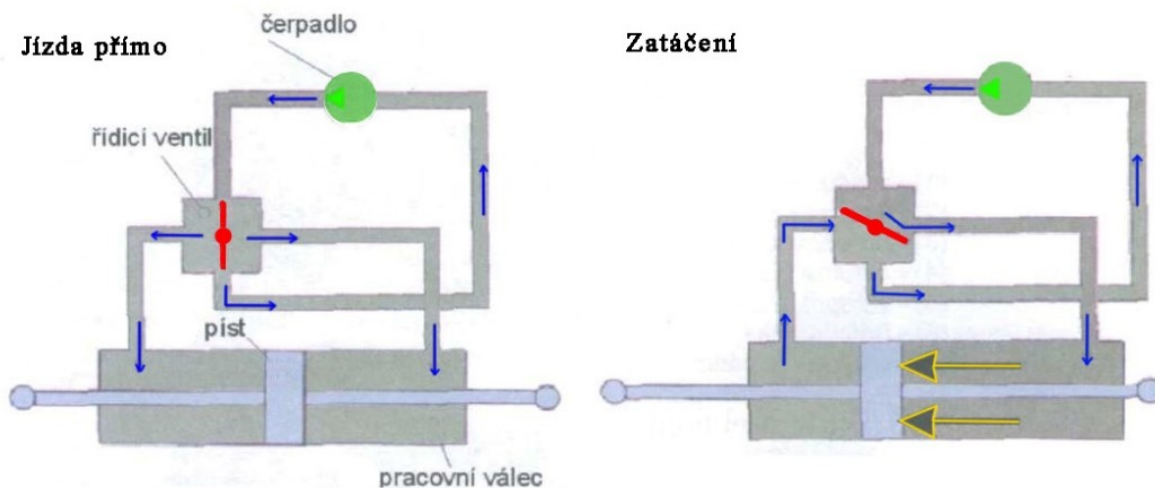 Jízda přímo
čerpadlo
řídicí ventil
píst
pracovní válec
Zatáčení